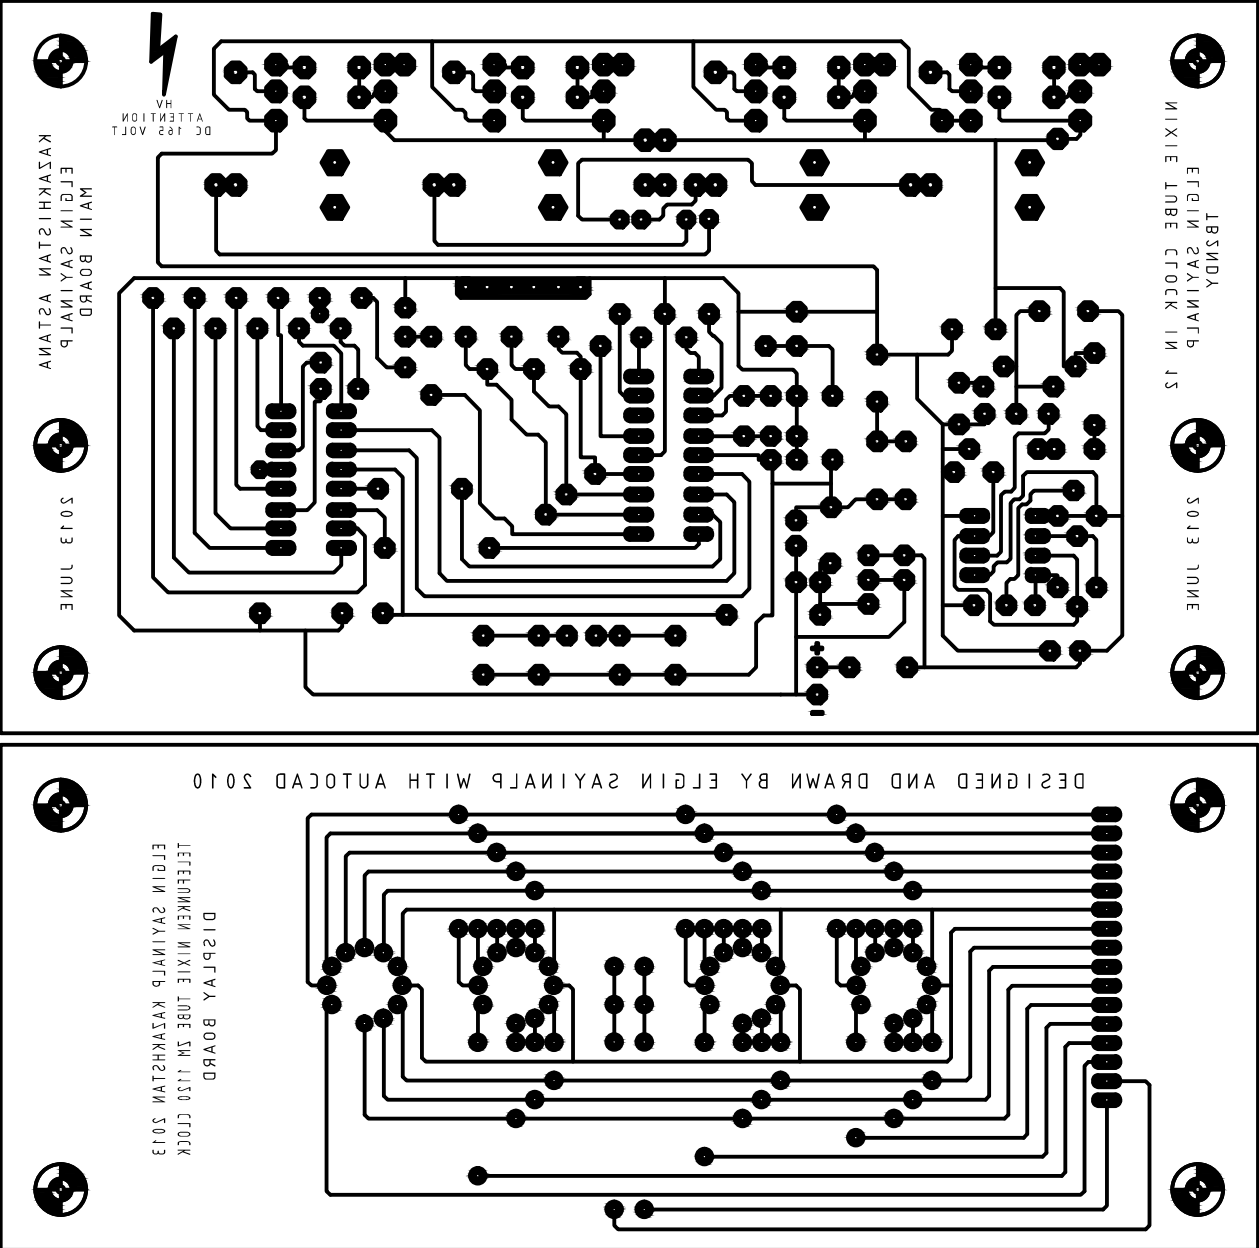 HV
ATTENTION
DC 165 VOLT
MAIN BOARD
ELGIN SAYINALP
KAZAKHISTAN ASTANA
2013 JUNE
TB2NDY
ELGIN SAYINALP
NIXIE TUBE CLOCK IN 12
2013 JUNE
+
-
DESIGNED AND DRAWN BY ELGIN SAYINALP WITH AUTOCAD 2010
DISPLAY BOARD
TELEFUNKEN NIXIE TUBE ZM 1120 CLOCK
ELGIN SAYINALP KAZAKHSTAN 2013